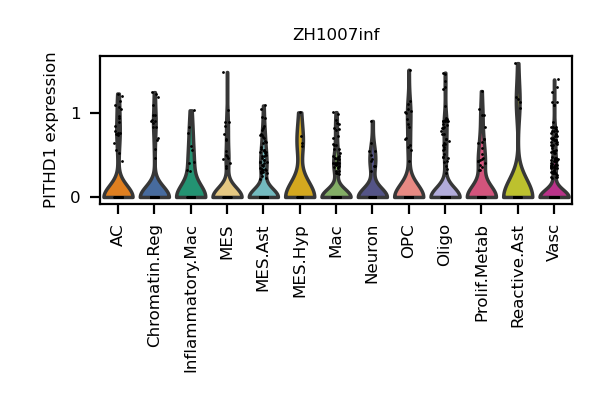 ZH1007inf
PITHD1 expression
1
0
AC
Chromatin.Reg
Inflammatory.Mac
MES
MES.Ast
MES.Hyp
Mac
Neuron
OPC
Oligo
Prolif.Metab
Reactive.Ast
Vasc